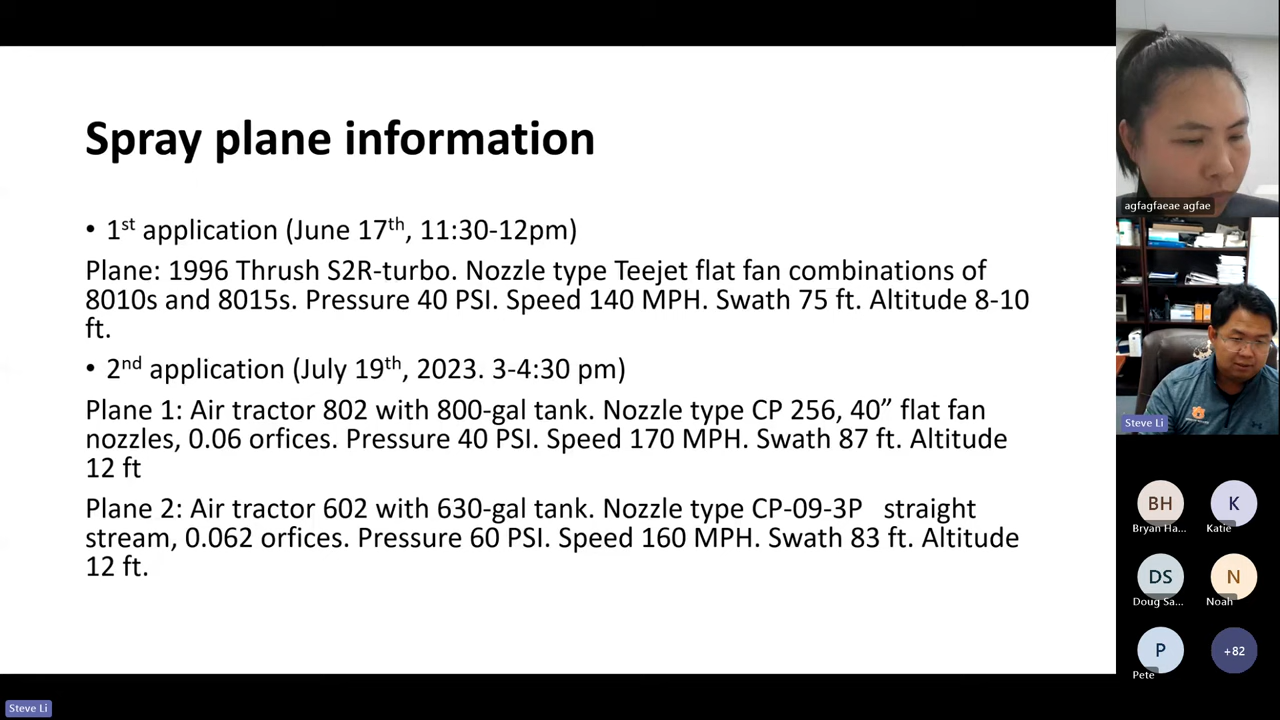 Spray plane information
• 1st application (June 17th, 11:30-12pm)
Plane: 1996 Thrush S2R-turbo. Nozzle type Teejet flat fan combinations of
8010s and 8015s. Pressure 40 PSI. Speed 140 MPH. Swath 75 ft. Altitude 8-10
ft.
• 2nd application (July 19th, 2023. 3-4:30 pm)
Plane 1: Air tractor 802 with 800-gal tank. Nozzle type CP 256, 40” flat fan
nozzles, 0.06 orfices. Pressure 40 PSI. Speed 170 MPH. Swath 87 ft. Altitude
12 ft
Plane 2: Air tractor 602 with 630-gal tank. Nozzle type CP-09-3P straight
stream, 0.062 orfices. Pressure 60 PSI. Speed 160 MPH. Swath 83 ft. Altitude
12 ft.
agfagfaeae agfae
Steve Li
BH
K
Bryan Ha...
Katie
DS
N
Doug Sa...
Noah
P
+82
Pete
Steve Li